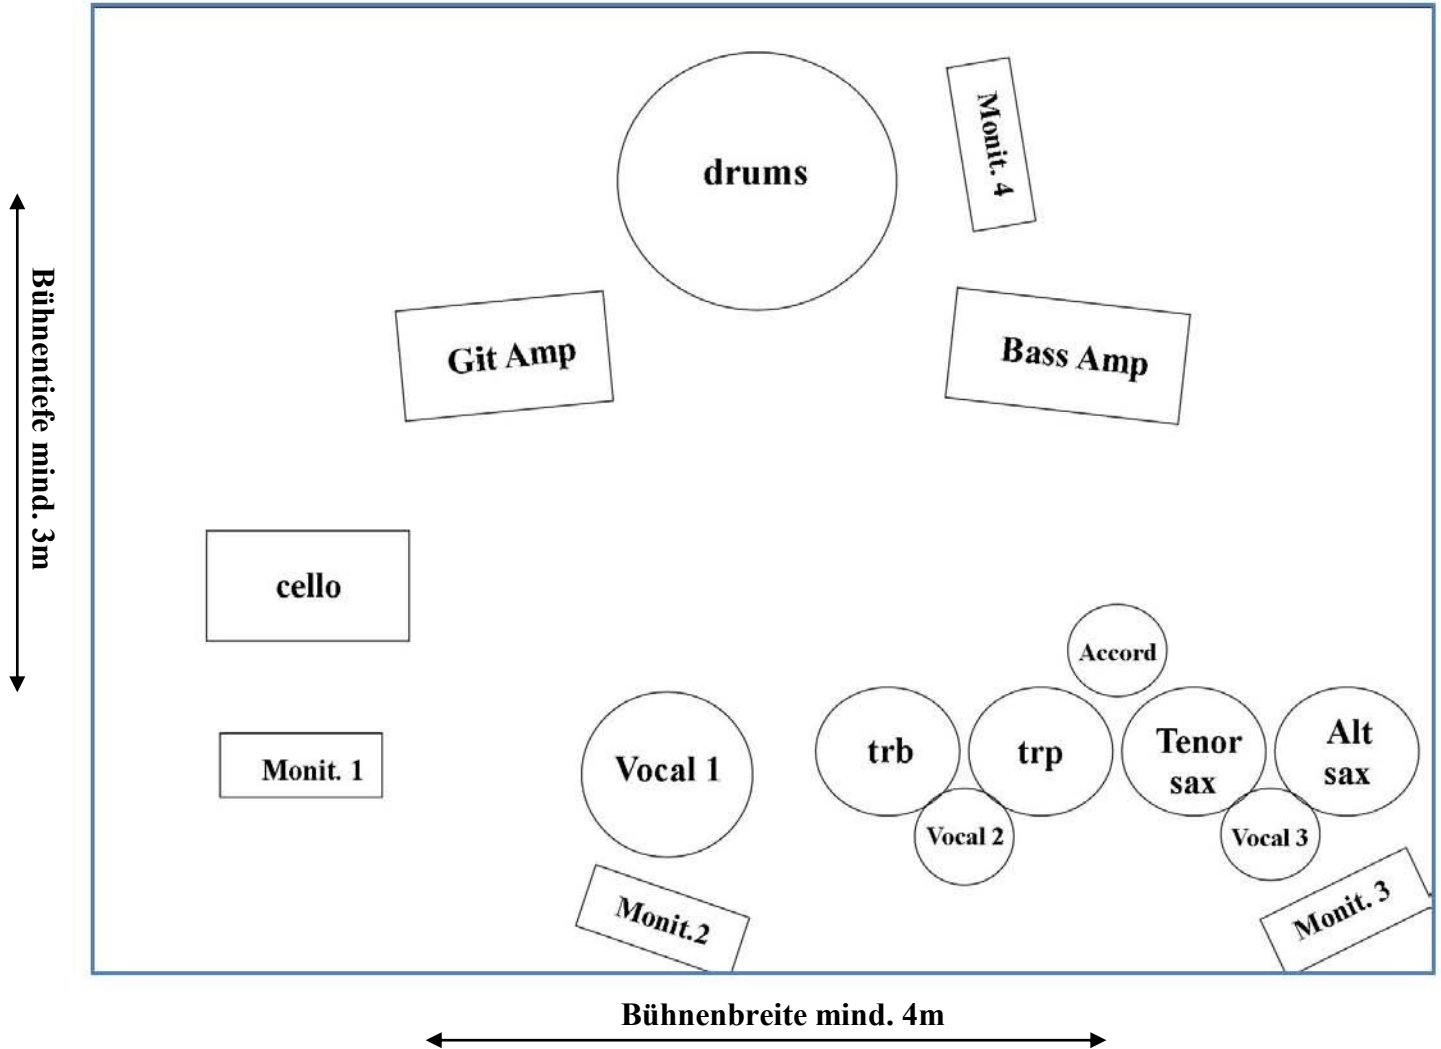 drums
Monit. 4
Git Amp
Bass Amp
Bühnentiefe mind. 3m
cello
Accord
Monit. 1
Vocal 1
trb
trp
Tenor
sax
Alt
sax
Vocal 2
Vocal 3
Monit.2
Monit. 3
Bühnenbreite mind. 4m